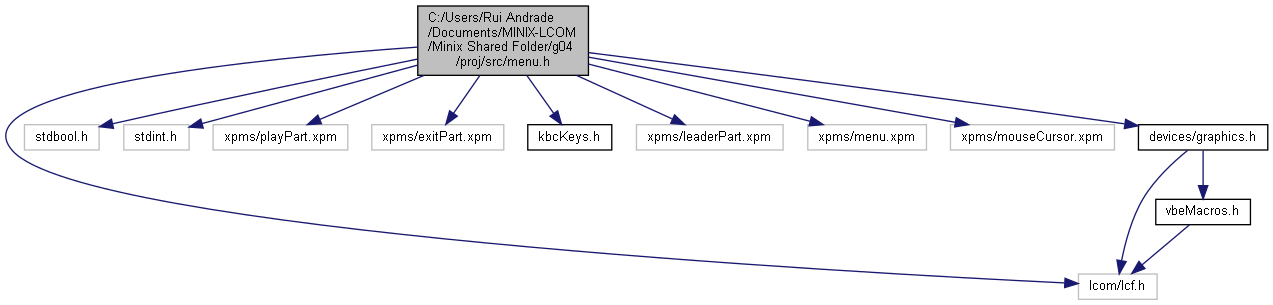 C:/Users/Rui Andrade
/Documents/MINIX-LCOM
/Minix Shared Folder/g04
/proj/src/menu.h
stdbool.h
stdint.h
xpms/playPart.xpm
xpms/exitPart.xpm
kbcKeys.h
xpms/leaderPart.xpm
xpms/menu.xpm
xpms/mouseCursor.xpm
devices/graphics.h
vbeMacros.h
lcom/lcf.h